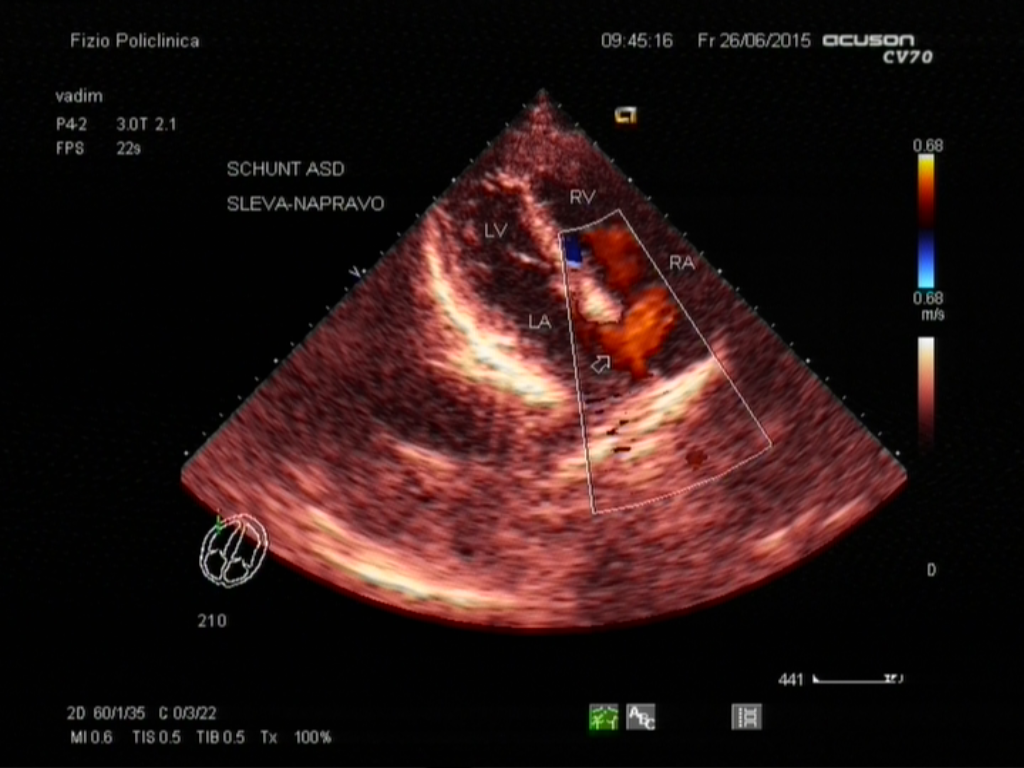 Fizio Policlinica
09:45:16 Fr 26/06/2015 acuson
CV70
vadim
P4-2 3.0T 2.1
FPS 22s
SCHUNT ASD
SLEVA-NAPRAVO
0.68
RV
LV
RA
LA
V
0.68
m/s
D
210
441
2D 60/1/35 C 0/3/22
MI 0.6 TIS 0.5 TIB 0.5 Tx 100%
ABC